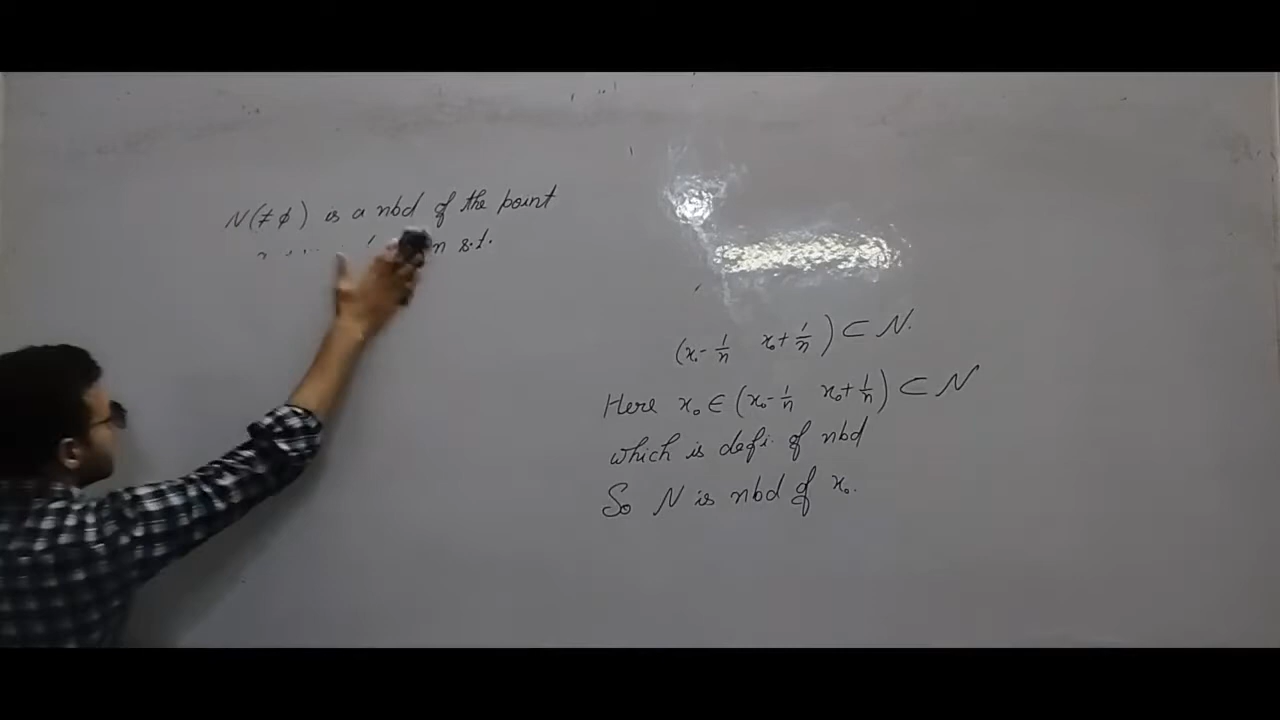 N(≠ϕ) is a nbd of the point
n s.t.
(x₀-1/n x₀+1/n) ⊂ N.
Here x₀ ∈ (x₀-1/n x₀+1/n) ⊂ N
which is defi. of nbd
So N is nbd of x₀.